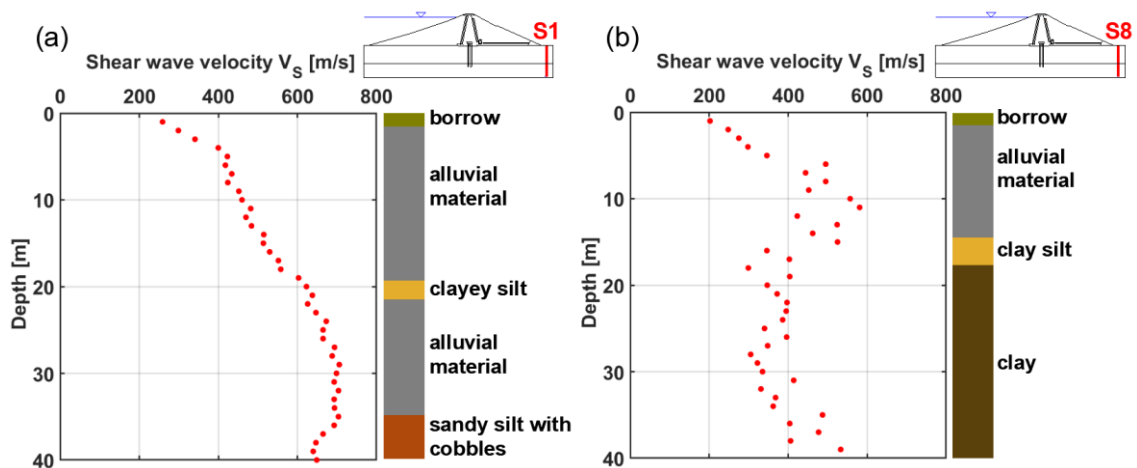 (a)
S1
Shear wave velocity V_S [m/s]
0 200 400 600 800
0
10
20
30
40
Depth [m]
borrow
alluvial
material
clayey silt
alluvial
material
sandy silt with
cobbles
(b)
S8
Shear wave velocity V_S [m/s]
0 200 400 600 800
0
10
20
30
40
Depth [m]
borrow
alluvial
material
clay silt
clay